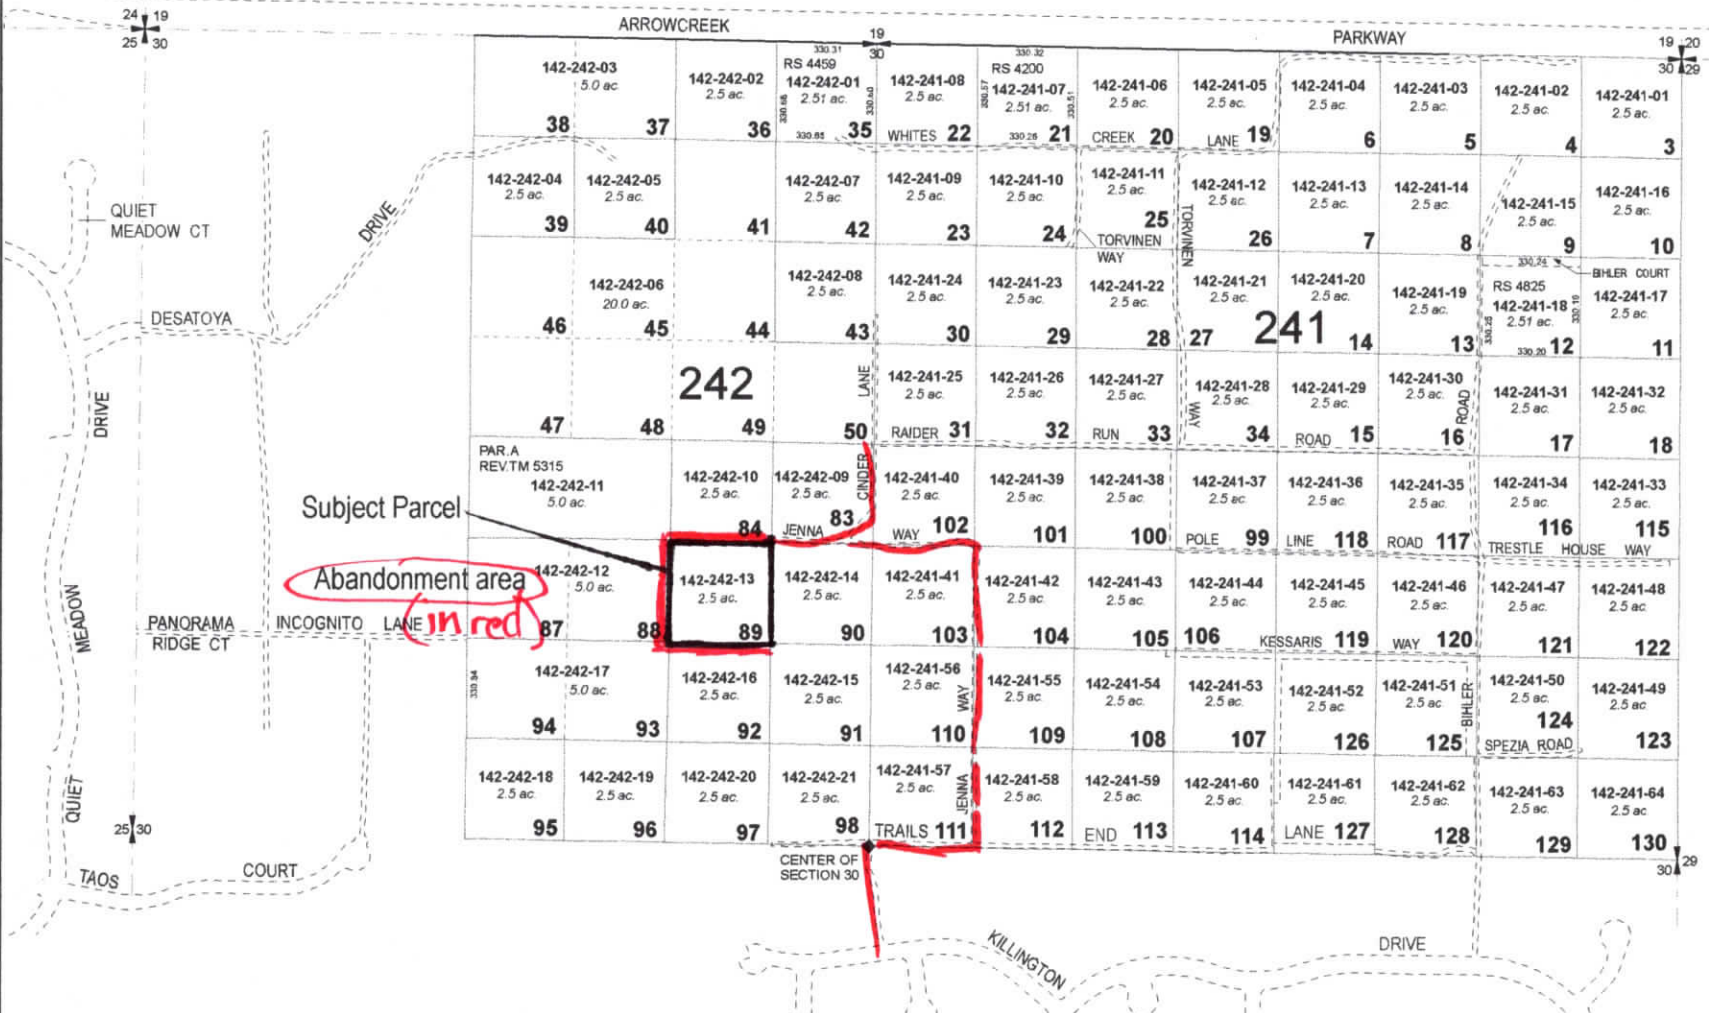 24 19
25 30
ARROWCREEK
19
30
PARKWAY
19 20
30 29
142-242-03
5.0 ac.
38 37
142-242-02
2.5 ac.
36
330.31
RS 4459
142-242-01
2.51 ac.
330.65
35
142-241-08
2.5 ac.
WHITES 22
330.32
RS 4200
142-241-07
2.51 ac.
330.57
330.51
330.26 21
142-241-06
2.5 ac.
CREEK 20
142-241-05
2.5 ac.
LANE 19
142-241-04
2.5 ac.
6
142-241-03
2.5 ac.
5
142-241-02
2.5 ac.
4
142-241-01
2.5 ac.
3
QUIET
MEADOW CT
DRIVE
142-242-04
2.5 ac.
39
142-242-05
2.5 ac.
40
41
142-242-07
2.5 ac
42
142-241-09
2.5 ac.
23
142-241-10
2.5 ac.
24
142-241-11
2.5 ac.
25
TORVINEN
WAY
TORVINEN
142-241-12
2.5 ac.
26
142-241-13
2.5 ac.
7
142-241-14
2.5 ac.
8
142-241-15
2.5 ac.
9
142-241-16
2.5 ac.
10
DESATOYA
142-242-06
20.0 ac.
46 45 44
142-242-08
2.5 ac.
43
142-241-24
2.5 ac.
30
142-241-23
2.5 ac.
29
142-241-22
2.5 ac.
28
142-241-21
2.5 ac.
27
241
142-241-20
2.5 ac.
14
142-241-19
2.5 ac.
13
330.24
BIHLER COURT
RS 4825
142-241-18
2.51 ac.
330.25
330.20 12
142-241-17
2.5 ac.
11
DRIVE
242
47 48 49 50
LANE
142-241-25
2.5 ac.
RAIDER 31
142-241-26
2.5 ac.
32
142-241-27
2.5 ac.
RUN 33
WAY
142-241-28
2.5 ac.
34
142-241-29
2.5 ac.
ROAD 15
142-241-30
2.5 ac.
16
ROAD
142-241-31
2.5 ac.
17
142-241-32
2.5 ac.
18
PAR.A
REV.TM 5315
142-242-11
5.0 ac.
142-242-10
2.5 ac.
84
142-242-09
2.5 ac.
JENNA 83
CINDER
142-241-40
2.5 ac.
WAY 102
142-241-39
2.5 ac.
101
142-241-38
2.5 ac.
100
142-241-37
2.5 ac.
POLE 99
142-241-36
2.5 ac.
LINE 118
142-241-35
2.5 ac.
ROAD 117
142-241-34
2.5 ac.
116
142-241-33
2.5 ac.
115
TRESTLE HOUSE WAY
Subject Parcel
Abandonment area
in red
MEADOW
PANORAMA
RIDGE CT
INCOGNITO LANE
142-242-12
5.0 ac.
87 88
142-242-13
2.5 ac.
89
142-242-14
2.5 ac.
90
142-241-41
2.5 ac.
103
142-241-42
2.5 ac.
104
142-241-43
2.5 ac.
105
142-241-44
2.5 ac.
106
KESSARIS
142-241-45
2.5 ac.
119
WAY
142-241-46
2.5 ac.
120
142-241-47
2.5 ac.
121
142-241-48
2.5 ac
122
330.94
142-242-17
5.0 ac.
94 93
142-242-16
2.5 ac.
92
142-242-15
2.5 ac.
91
142-241-56
2.5 ac.
110
WAY
142-241-55
2.5 ac.
109
142-241-54
2.5 ac.
108
142-241-53
2.5 ac.
107
142-241-52
2.5 ac.
126
142-241-51
2.5 ac
125
BIHLER
142-241-50
2.5 ac.
124
SPEZIA ROAD
142-241-49
2.5 ac
123
QUIET
142-242-18
2.5 ac.
95
142-242-19
2.5 ac.
96
142-242-20
2.5 ac.
97
142-242-21
2.5 ac.
98
142-241-57
2.5 ac.
TRAILS 111
JENNA
142-241-58
2.5 ac.
112
142-241-59
2.5 ac.
END 113
142-241-60
2.5 ac.
114
142-241-61
2.5 ac.
LANE 127
142-241-62
2.5 ac.
128
142-241-63
2.5 ac.
129
142-241-64
2.5 ac
130
25 30
TAOS COURT
CENTER OF
SECTION 30
29
30
KILLINGTON DRIVE